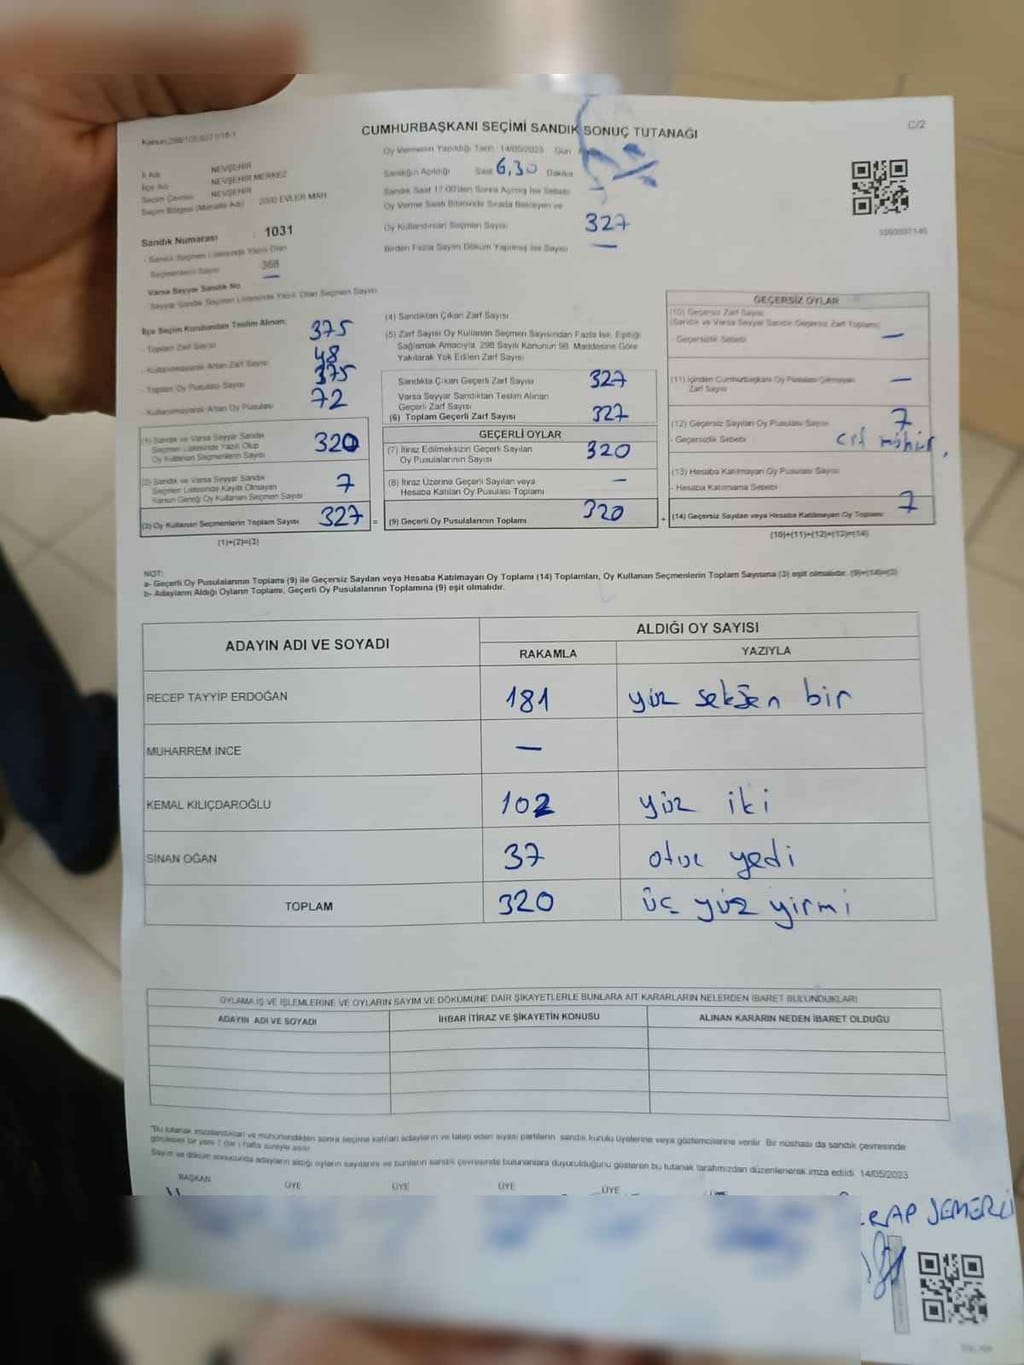 CUMHURBAŞKANI SEÇİMİ SANDIK SONUÇ TUTANAĞI
C/2
Oy Vermenin Yapıldığı Tarih: 14/05/2023 Gün
İl Adı NEVŞEHİR
İlçe Adı NEVŞEHİR MERKEZ
Seçim Çevresi NEVŞEHİR
Seçim Bölgesi (Mahalle Adı) 2000 EVLER MAH
Sandığın Açıldığı Saat 6,30 Dakika
Sandık Saat 17:00'den Sonra Açılmış İse Sebebi
Oy Verme Saati Bitiminde Sırada Bekleyen ve
Oy Kullandırılan Seçmen Sayısı 327
Birden Fazla Sayım Döküm Yapılmış İse Sayısı —
Sandık Numarası 1031
- Sandık Seçmen Listesinde Yazılı Olan
Seçmenlerin Sayısı 368
Varsa Seyyar Sandık No —
- Seyyar Sandık Seçmen Listesinde Yazılı Olan Seçmen Sayısı
İlçe Seçim Kurulundan Teslim Alınan;
- Toplam Zarf Sayısı 375
- Kullanılmayarak Artan Zarf Sayısı 48
- Toplam Oy Pusulası Sayısı 375
- Kullanılmayarak Artan Oy Pusulası 72
(1) Sandık ve Varsa Seyyar Sandık
Seçmen Listesinde Yazılı Olup
Oy Kullanan Seçmenlerin Sayısı 320
(2) Sandık ve Varsa Seyyar Sandık
Seçmen Listesinde Kayıtlı Olmayan
Kanun Gereği Oy Kullanan Seçmen Sayısı 7
(3) Oy Kullanan Seçmenlerin Toplam Sayısı 327 =
(1)+(2)=(3)
(4) Sandıktan Çıkan Zarf Sayısı
(5) Zarf Sayısı Oy Kullanan Seçmen Sayısından Fazla İse, Eşitliği
Sağlamak Amacıyla, 298 Sayılı Kanunun 98. Maddesine Göre
Yakılarak Yok Edilen Zarf Sayısı
Sandıkta Çıkan Geçerli Zarf Sayısı 327
Varsa Seyyar Sandıktan Teslim Alınan
Geçerli Zarf Sayısı
(6) Toplam Geçerli Zarf Sayısı 327
GEÇERLİ OYLAR
(7) İtiraz Edilmeksizin Geçerli Sayılan
Oy Pusulalarının Sayısı 320
(8) İtiraz Üzerine Geçerli Sayılan veya
Hesaba Katılan Oy Pusulası Toplamı —
(9) Geçerli Oy Pusulalarının Toplamı 320 +
GEÇERSİZ OYLAR
(10) Geçersiz Zarf Sayısı
(Sandık ve Varsa Seyyar Sandık Geçersiz Zarf Toplamı)
- Geçersizlik Sebebi —
(11) İçinden Cumhurbaşkanı Oy Pusulası Çıkmayan
Zarf Sayısı —
(12) Geçersiz Sayılan Oy Pusulası Sayısı 7
- Geçersizlik Sebebi çift mühür,
(13) Hesaba Katılmayan Oy Pusulası Sayısı
- Hesaba Katılmama Sebebi
(14) Geçersiz Sayılan veya Hesaba Katılmayan Oy Toplamı 7
(10)+(11)+(12)+(13)=(14)
NOT:
a- Geçerli Oy Pusulalarının Toplamı (9) ile Geçersiz Sayılan veya Hesaba Katılmayan Oy Toplamı (14) Toplamları, Oy Kullanan Seçmenlerin Toplam Sayısına (3) eşit olmalıdır. (9)+(14)=(3)
b- Adayların Aldığı Oyların Toplamı, Geçerli Oy Pusulalarının Toplamına (9) eşit olmalıdır.
ADAYIN ADI VE SOYADI
ALDIĞI OY SAYISI
RAKAMLA YAZIYLA
RECEP TAYYİP ERDOĞAN 181 yüz seksen bir
MUHARREM İNCE —
KEMAL KILIÇDAROĞLU 102 yüz iki
SİNAN OĞAN 37 otuz yedi
TOPLAM 320 üç yüz yirmi
OYLAMA İŞ VE İŞLEMLERİNE VE OYLARIN SAYIM VE DÖKÜMÜNE DAİR ŞİKAYETLERLE BUNLARA AİT KARARLARIN NELERDEN İBARET BULUNDUKLARI
ADAYIN ADI VE SOYADI İHBAR İTİRAZ VE ŞİKAYETİN KONUSU ALINAN KARARIN NEDEN İBARET OLDUĞU
"Bu tutanak imzalandıktan ve mühürlendikten sonra seçime katılan adayların ve talep eden siyasi partilerin sandık kurulu üyelerine veya gözlemcilerine verilir. Bir nüshası da sandık çevresinde
görülecek bir yere 1 (bir) hafta süreyle asılır.
Sayım ve döküm sonucunda adayların aldığı oyların sayılarını ve bunların sandık çevresinde bulunanlara duyurulduğunu gösteren bu tutanak tarafımızdan düzenlenerek imza edildi. 14/05/2023
BAŞKAN ÜYE ÜYE ÜYE ÜYE